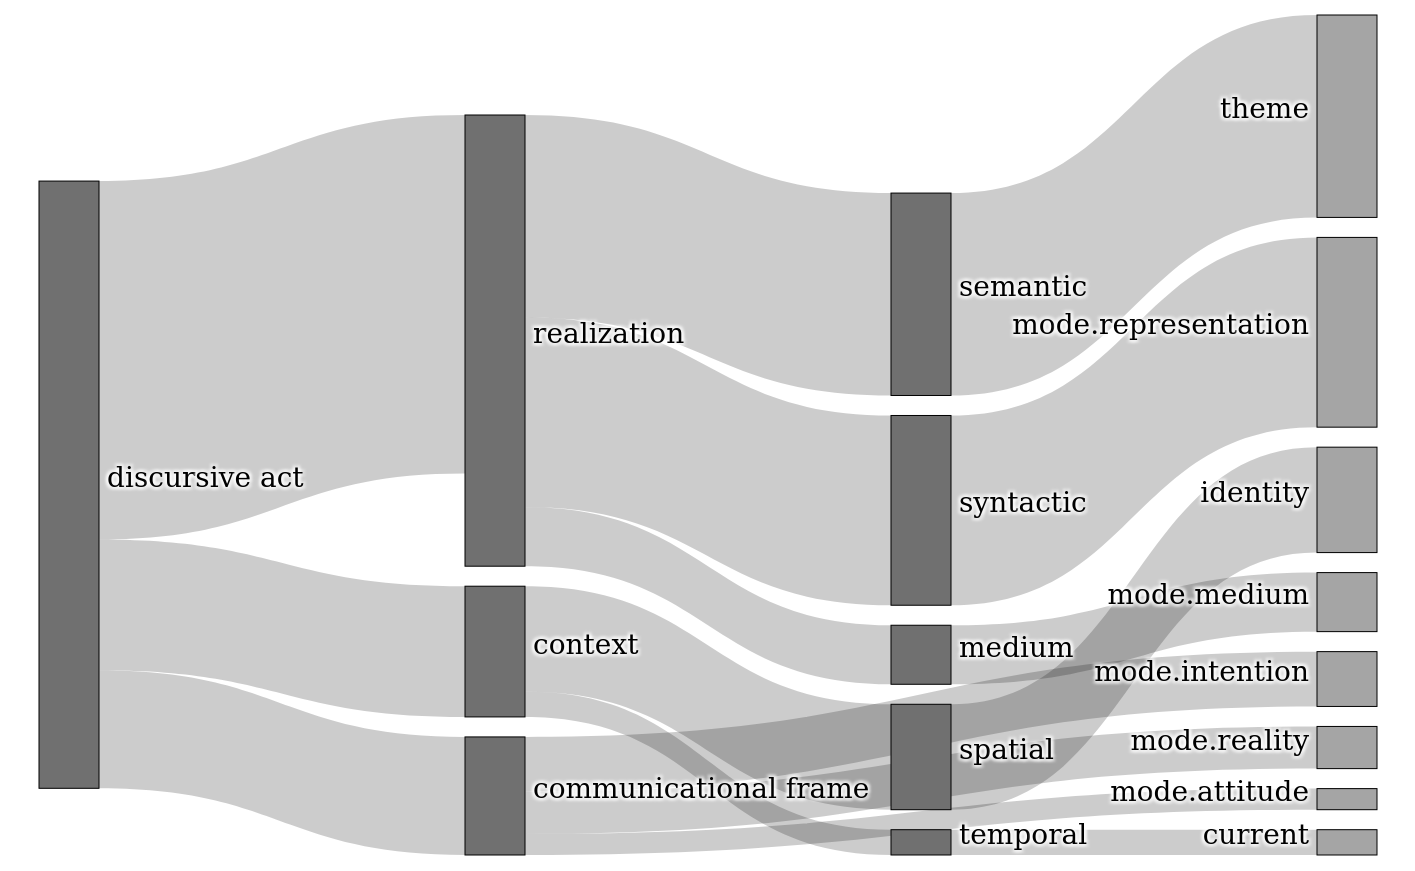 theme
semantic
mode.representation
realization
discursive act
identity
syntactic
mode.medium
context
medium
mode.intention
mode.reality
spatial
communicational frame
mode.attitude
temporal
current